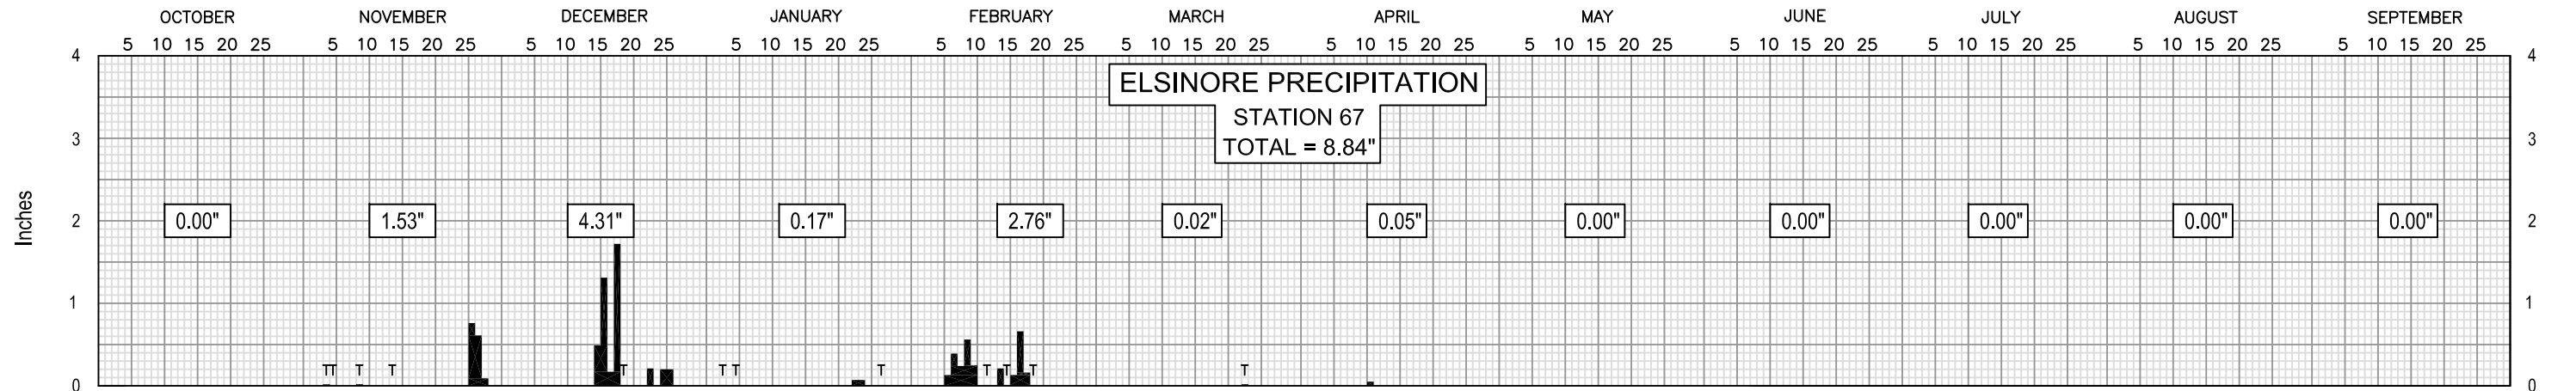 OCTOBER NOVEMBER DECEMBER JANUARY FEBRUARY MARCH APRIL MAY JUNE JULY AUGUST SEPTEMBER
5 10 15 20 25 5 10 15 20 25 5 10 15 20 25 5 10 15 20 25 5 10 15 20 25 5 10 15 20 25 5 10 15 20 25 5 10 15 20 25 5 10 15 20 25 5 10 15 20 25 5 10 15 20 25 5 10 15 20 25
4 4
ELSINORE PRECIPITATION
STATION 67
3 3
TOTAL = 8.84"
Inches
2 0.00" 1.53" 4.31" 0.17" 2.76" 0.02" 0.05" 0.00" 0.00" 0.00" 0.00" 0.00" 2
1 1
T T T T T T T T T T T T
0 0